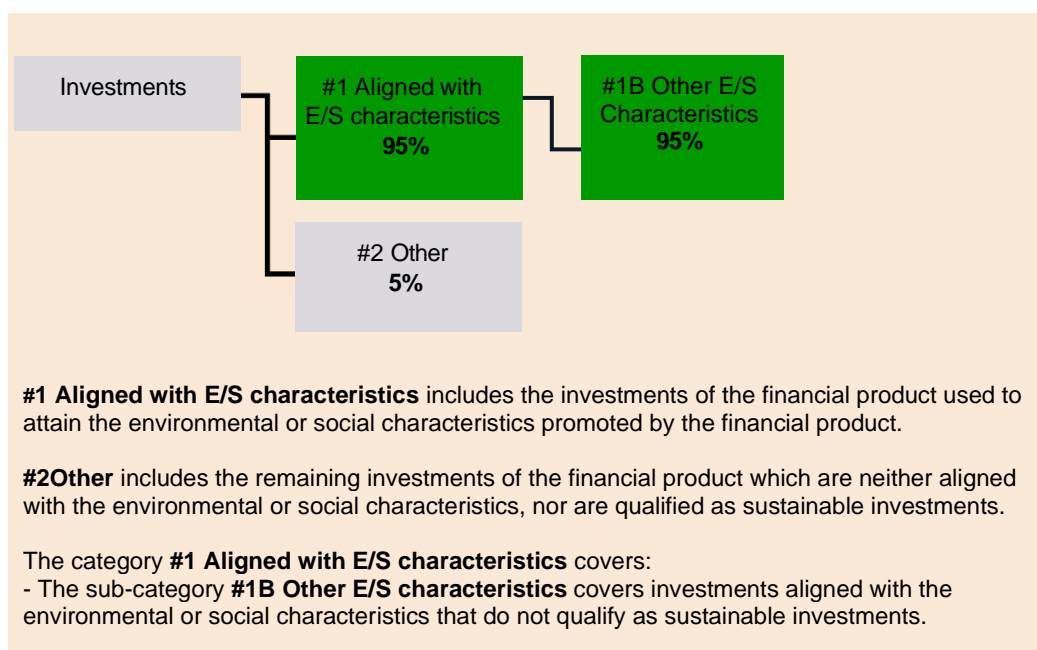 Investments
#1 Aligned with
E/S characteristics
95%
#1B Other E/S
Characteristics
95%
#2 Other
5%
#1 Aligned with E/S characteristics includes the investments of the financial product used to
attain the environmental or social characteristics promoted by the financial product.
#2Other includes the remaining investments of the financial product which are neither aligned
with the environmental or social characteristics, nor are qualified as sustainable investments.
The category #1 Aligned with E/S characteristics covers:
- The sub-category #1B Other E/S characteristics covers investments aligned with the
environmental or social characteristics that do not qualify as sustainable investments.